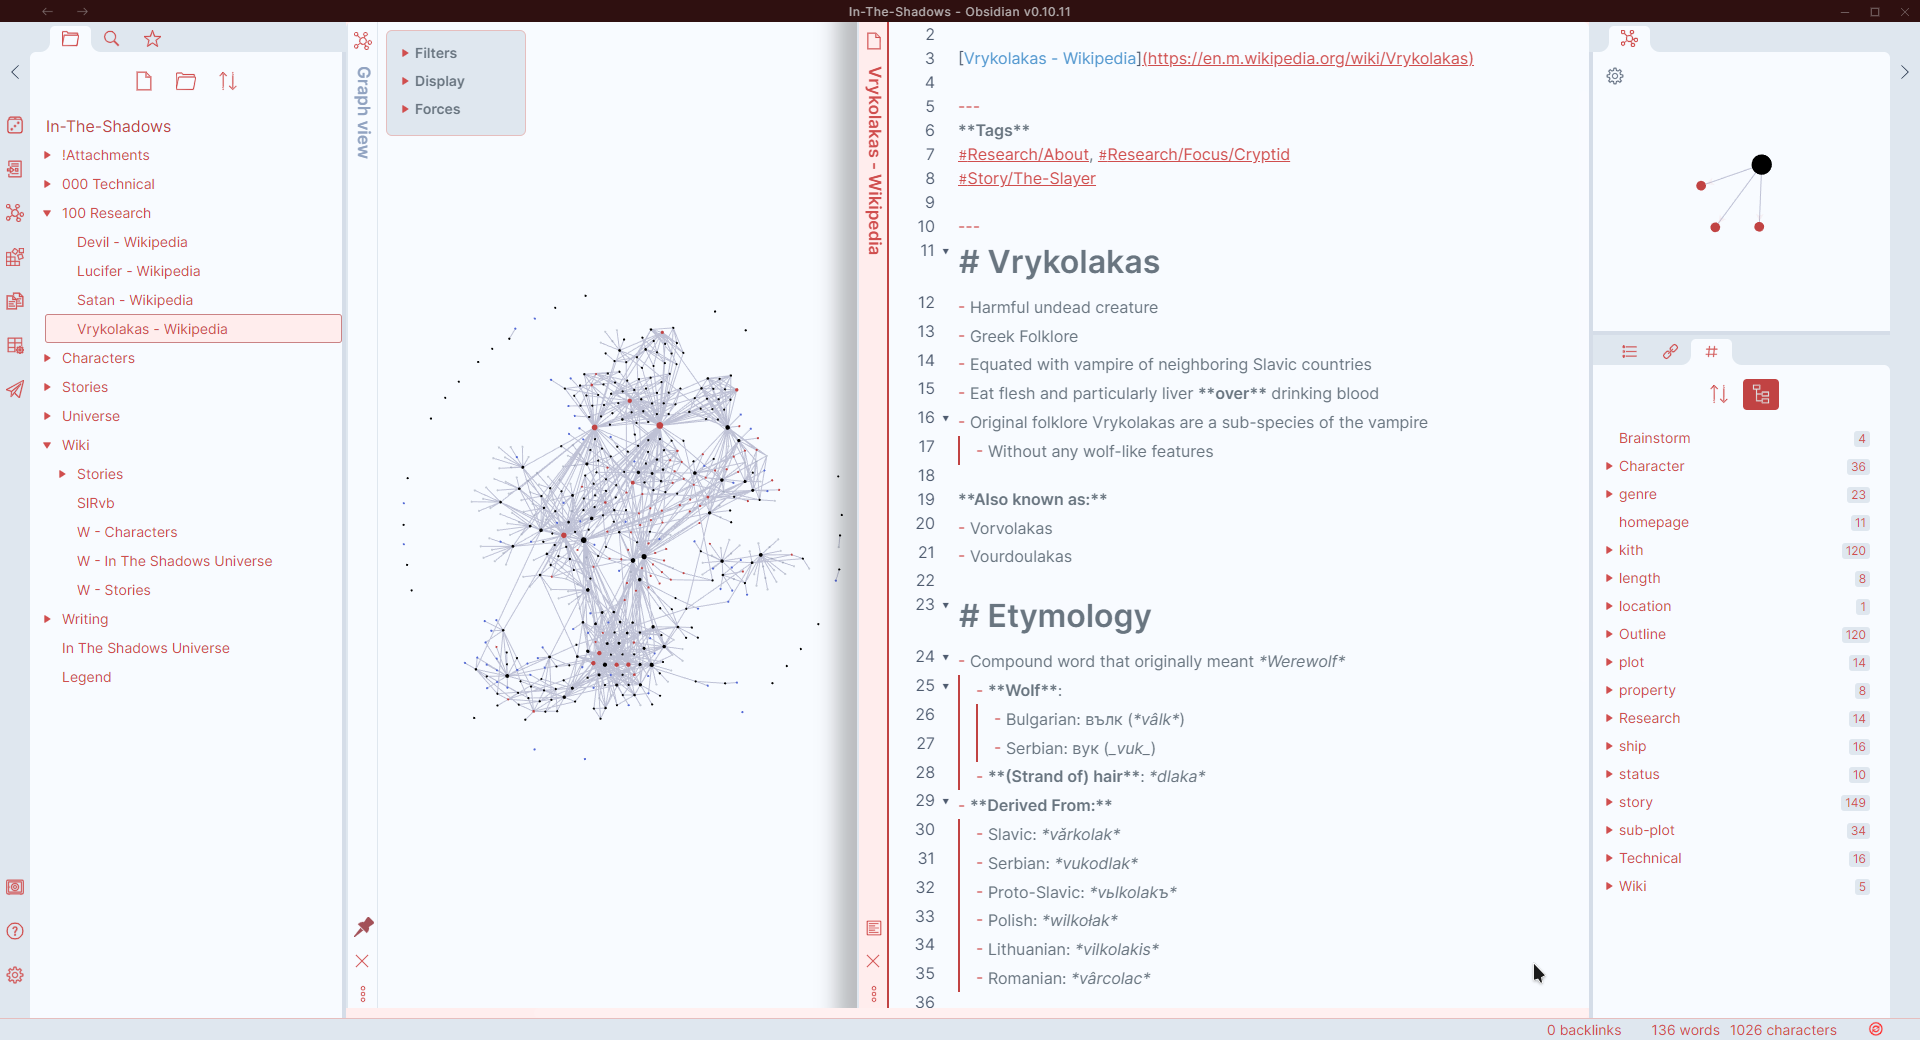 In-The-Shadows - Obsidian v0.10.11
In-The-Shadows
!Attachments
000 Technical
100 Research
Devil - Wikipedia
Lucifer - Wikipedia
Satan - Wikipedia
Vrykolakas - Wikipedia
Characters
Stories
Universe
Wiki
Stories
SIRvb
W - Characters
W - In The Shadows Universe
W - Stories
Writing
In The Shadows Universe
Legend
Graph view
Filters
Display
Forces
Vrykolakas - Wikipedia
2
3 [Vrykolakas - Wikipedia](https://en.m.wikipedia.org/wiki/Vrykolakas)
4
5 ---
6 **Tags**
7 #Research/About, #Research/Focus/Cryptid
8 #Story/The-Slayer
9
10 ---
11 # Vrykolakas
12 - Harmful undead creature
13 - Greek Folklore
14 - Equated with vampire of neighboring Slavic countries
15 - Eat flesh and particularly liver **over** drinking blood
16 - Original folklore Vrykolakas are a sub-species of the vampire
17 - Without any wolf-like features
18
19 **Also known as:**
20 - Vorvolakas
21 - Vourdoulakas
22
23 # Etymology
24 - Compound word that originally meant *Werewolf*
25 - **Wolf**:
26 - Bulgarian: вълк (*vâlk*)
27 - Serbian: вук (_vuk_)
28 - **(Strand of) hair**: *dlaka*
29 - **Derived From:**
30 - Slavic: *vǎrkolak*
31 - Serbian: *vukodlak*
32 - Proto-Slavic: *vьlkolakъ*
33 - Polish: *wilkołak*
34 - Lithuanian: *vilkolakis*
35 - Romanian: *vârcolac*
36
Brainstorm 4
Character 36
genre 23
homepage 11
kith 120
length 8
location 1
Outline 120
plot 14
property 8
Research 14
ship 16
status 10
story 149
sub-plot 34
Technical 16
Wiki 5
0 backlinks 136 words 1026 characters